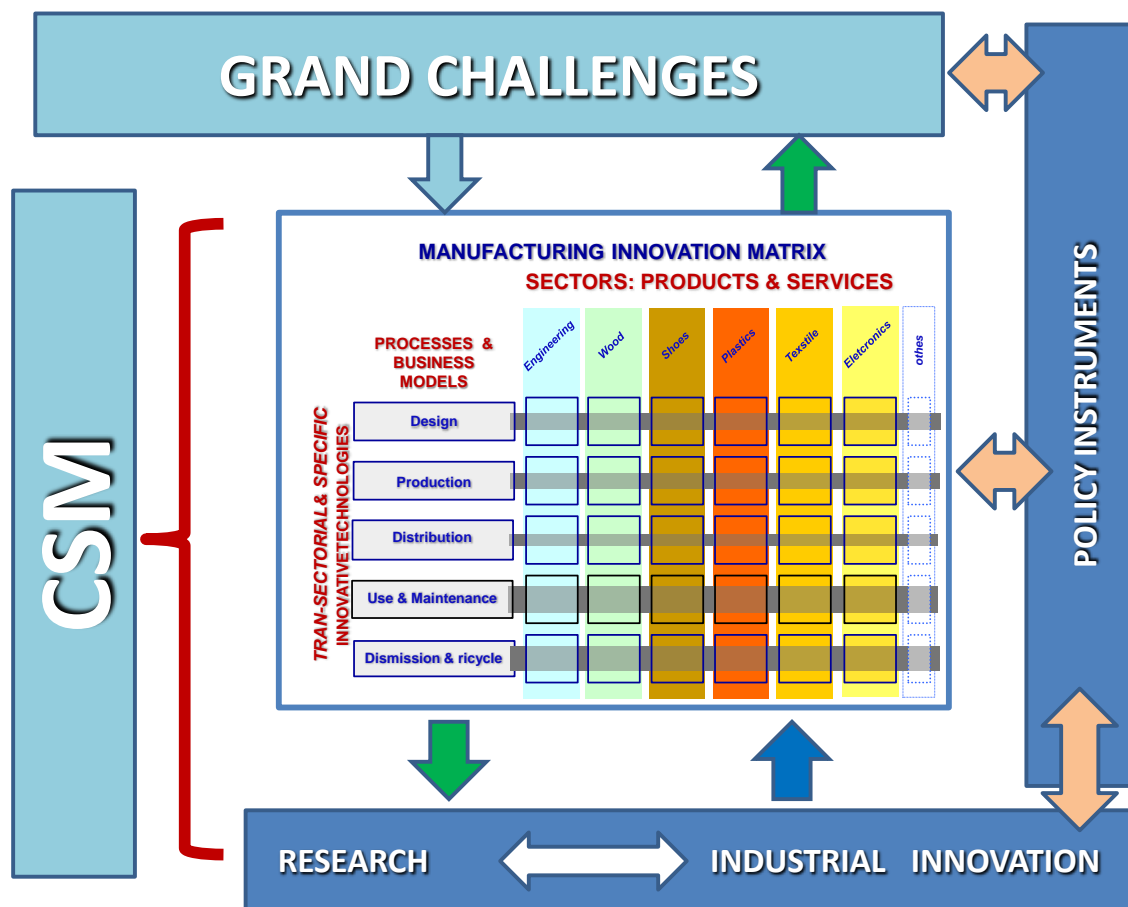 GRAND CHALLENGES
CSM
POLICY INSTRUMENTS
MANUFACTURING INNOVATION MATRIX
SECTORS: PRODUCTS & SERVICES
PROCESSES &
BUSINESS
MODELS
Engineering
Wood
Shoes
Plastics
Texstile
Eletcronics
othes
TRAN-SECTORIAL & SPECIFIC
INNOVATIVETECHNOLOGIES
Design
Production
Distribution
Use & Maintenance
Dismission & ricycle
RESEARCH
INDUSTRIAL INNOVATION